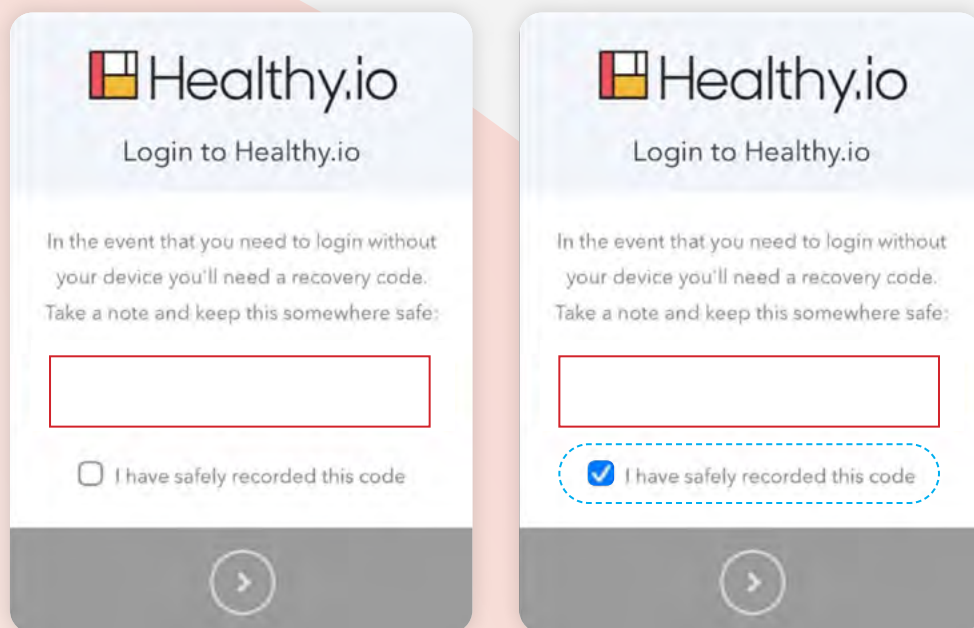 Healthy.io
Login to Healthy.io
In the event that you need to login without
your device you'll need a recovery code.
Take a note and keep this somewhere safe:
I have safely recorded this code
Healthy.io
Login to Healthy.io
In the event that you need to login without
your device you'll need a recovery code.
Take a note and keep this somewhere safe:
I have safely recorded this code